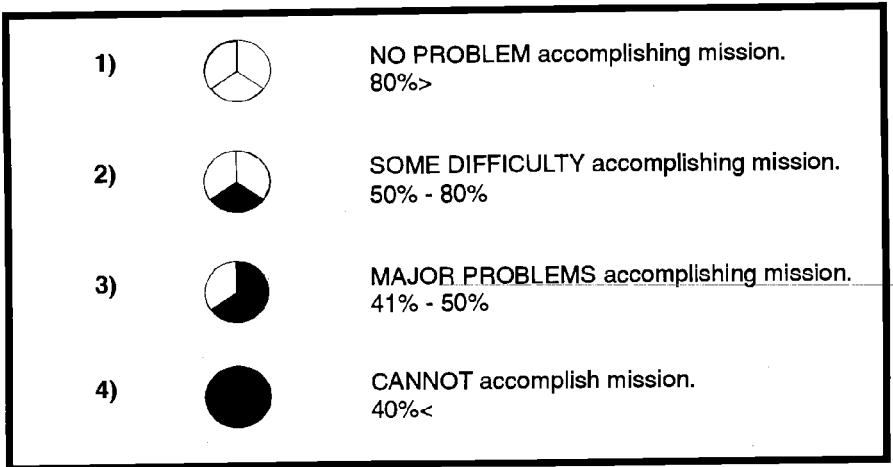 1) NO PROBLEM accomplishing mission.
80%>
2) SOME DIFFICULTY accomplishing mission.
50% - 80%
3) MAJOR PROBLEMS accomplishing mission.
41% - 50%
4) CANNOT accomplish mission.
40%<